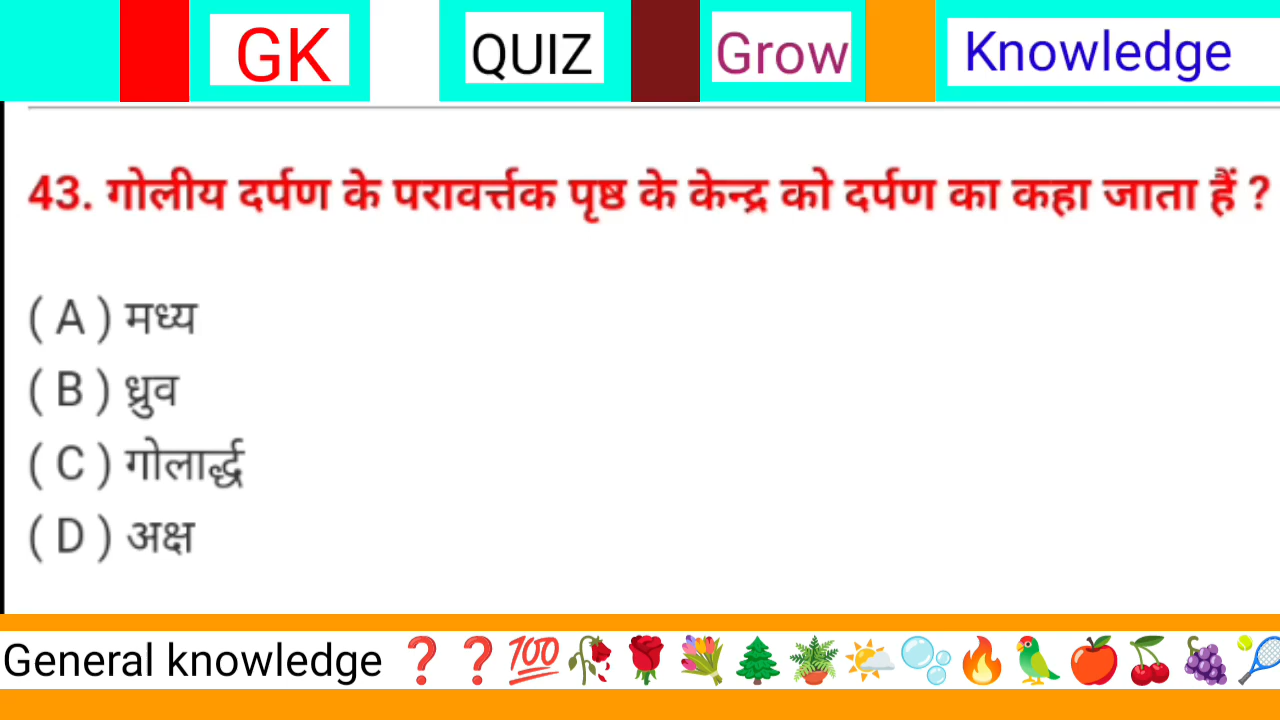 GK QUIZ Grow Knowledge
43. गोलीय दर्पण के परावर्त्तक पृष्ठ के केन्द्र को दर्पण का कहा जाता हैं ?
( A ) मध्य
( B ) ध्रुव
( C ) गोलार्द्ध
( D ) अक्ष
General knowledge ❓❓💯🥀🌹💐🌲🪴🌤️🫧🔥🦜🍎🍒🍇🎾